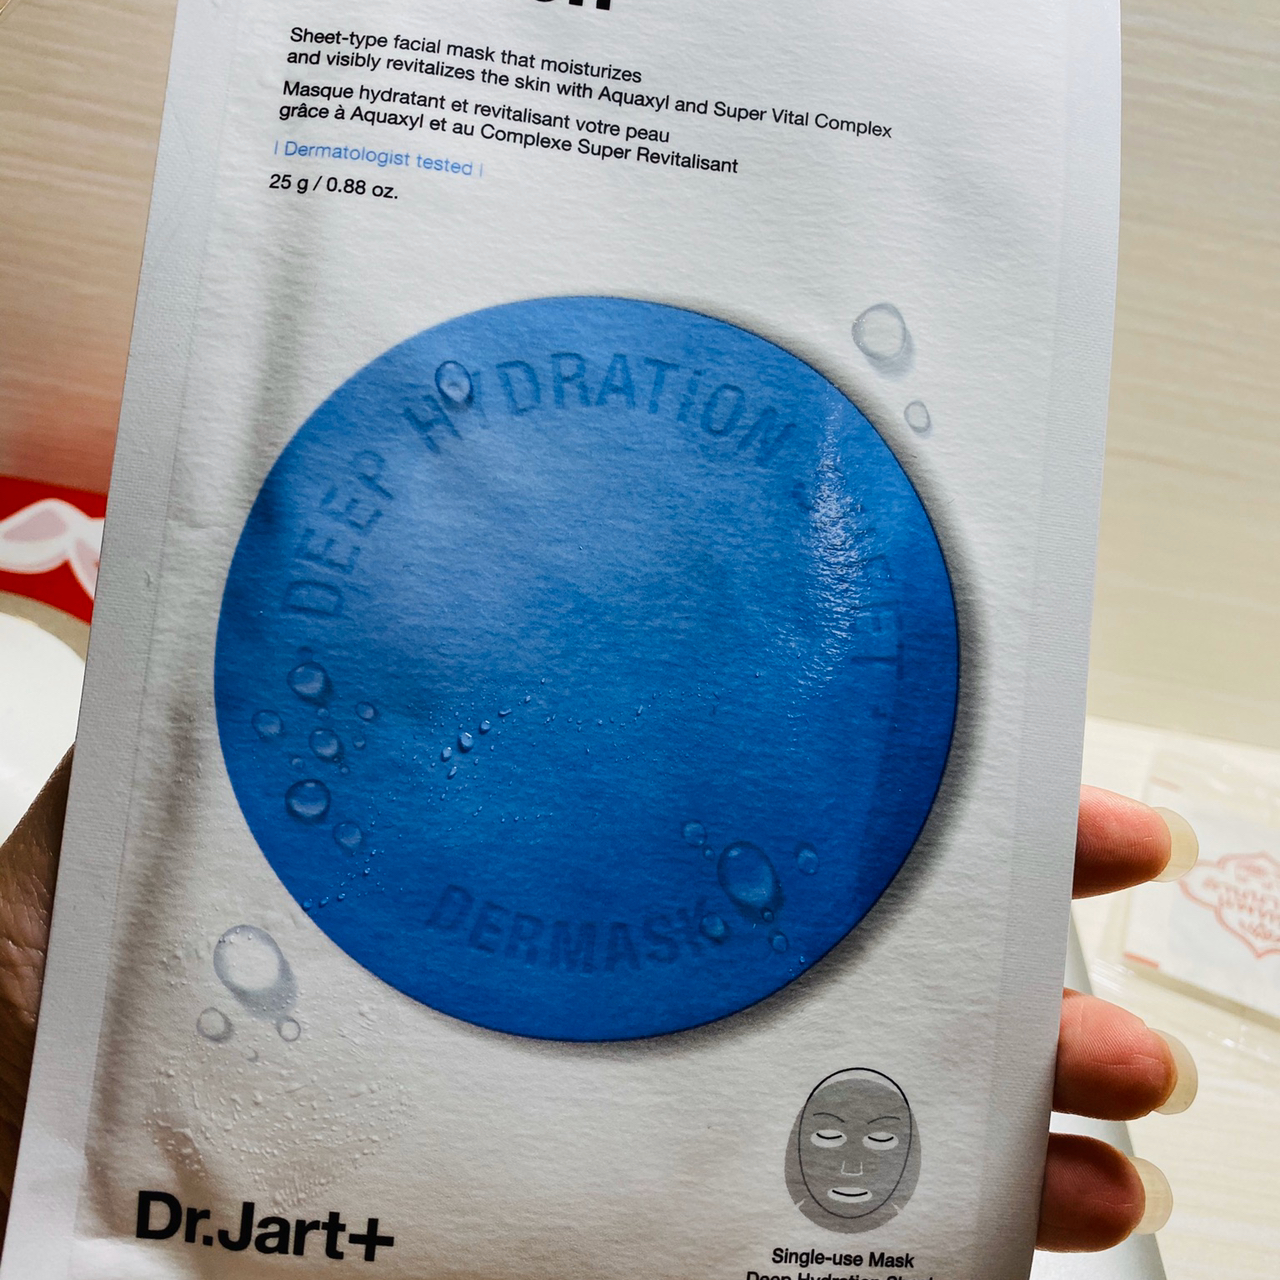 Sheet-type facial mask that moisturizes
and visibly revitalizes the skin with Aquaxyl and Super Vital Complex
Masque hydratant et revitalisant votre peau
grâce à Aquaxyl et au Complexe Super Revitalisant
| Dermatologist tested |
25 g / 0.88 oz.
DEEP HYDRATION
DERMASK
Dr.Jart+
Single-use Mask
Deep Hydration